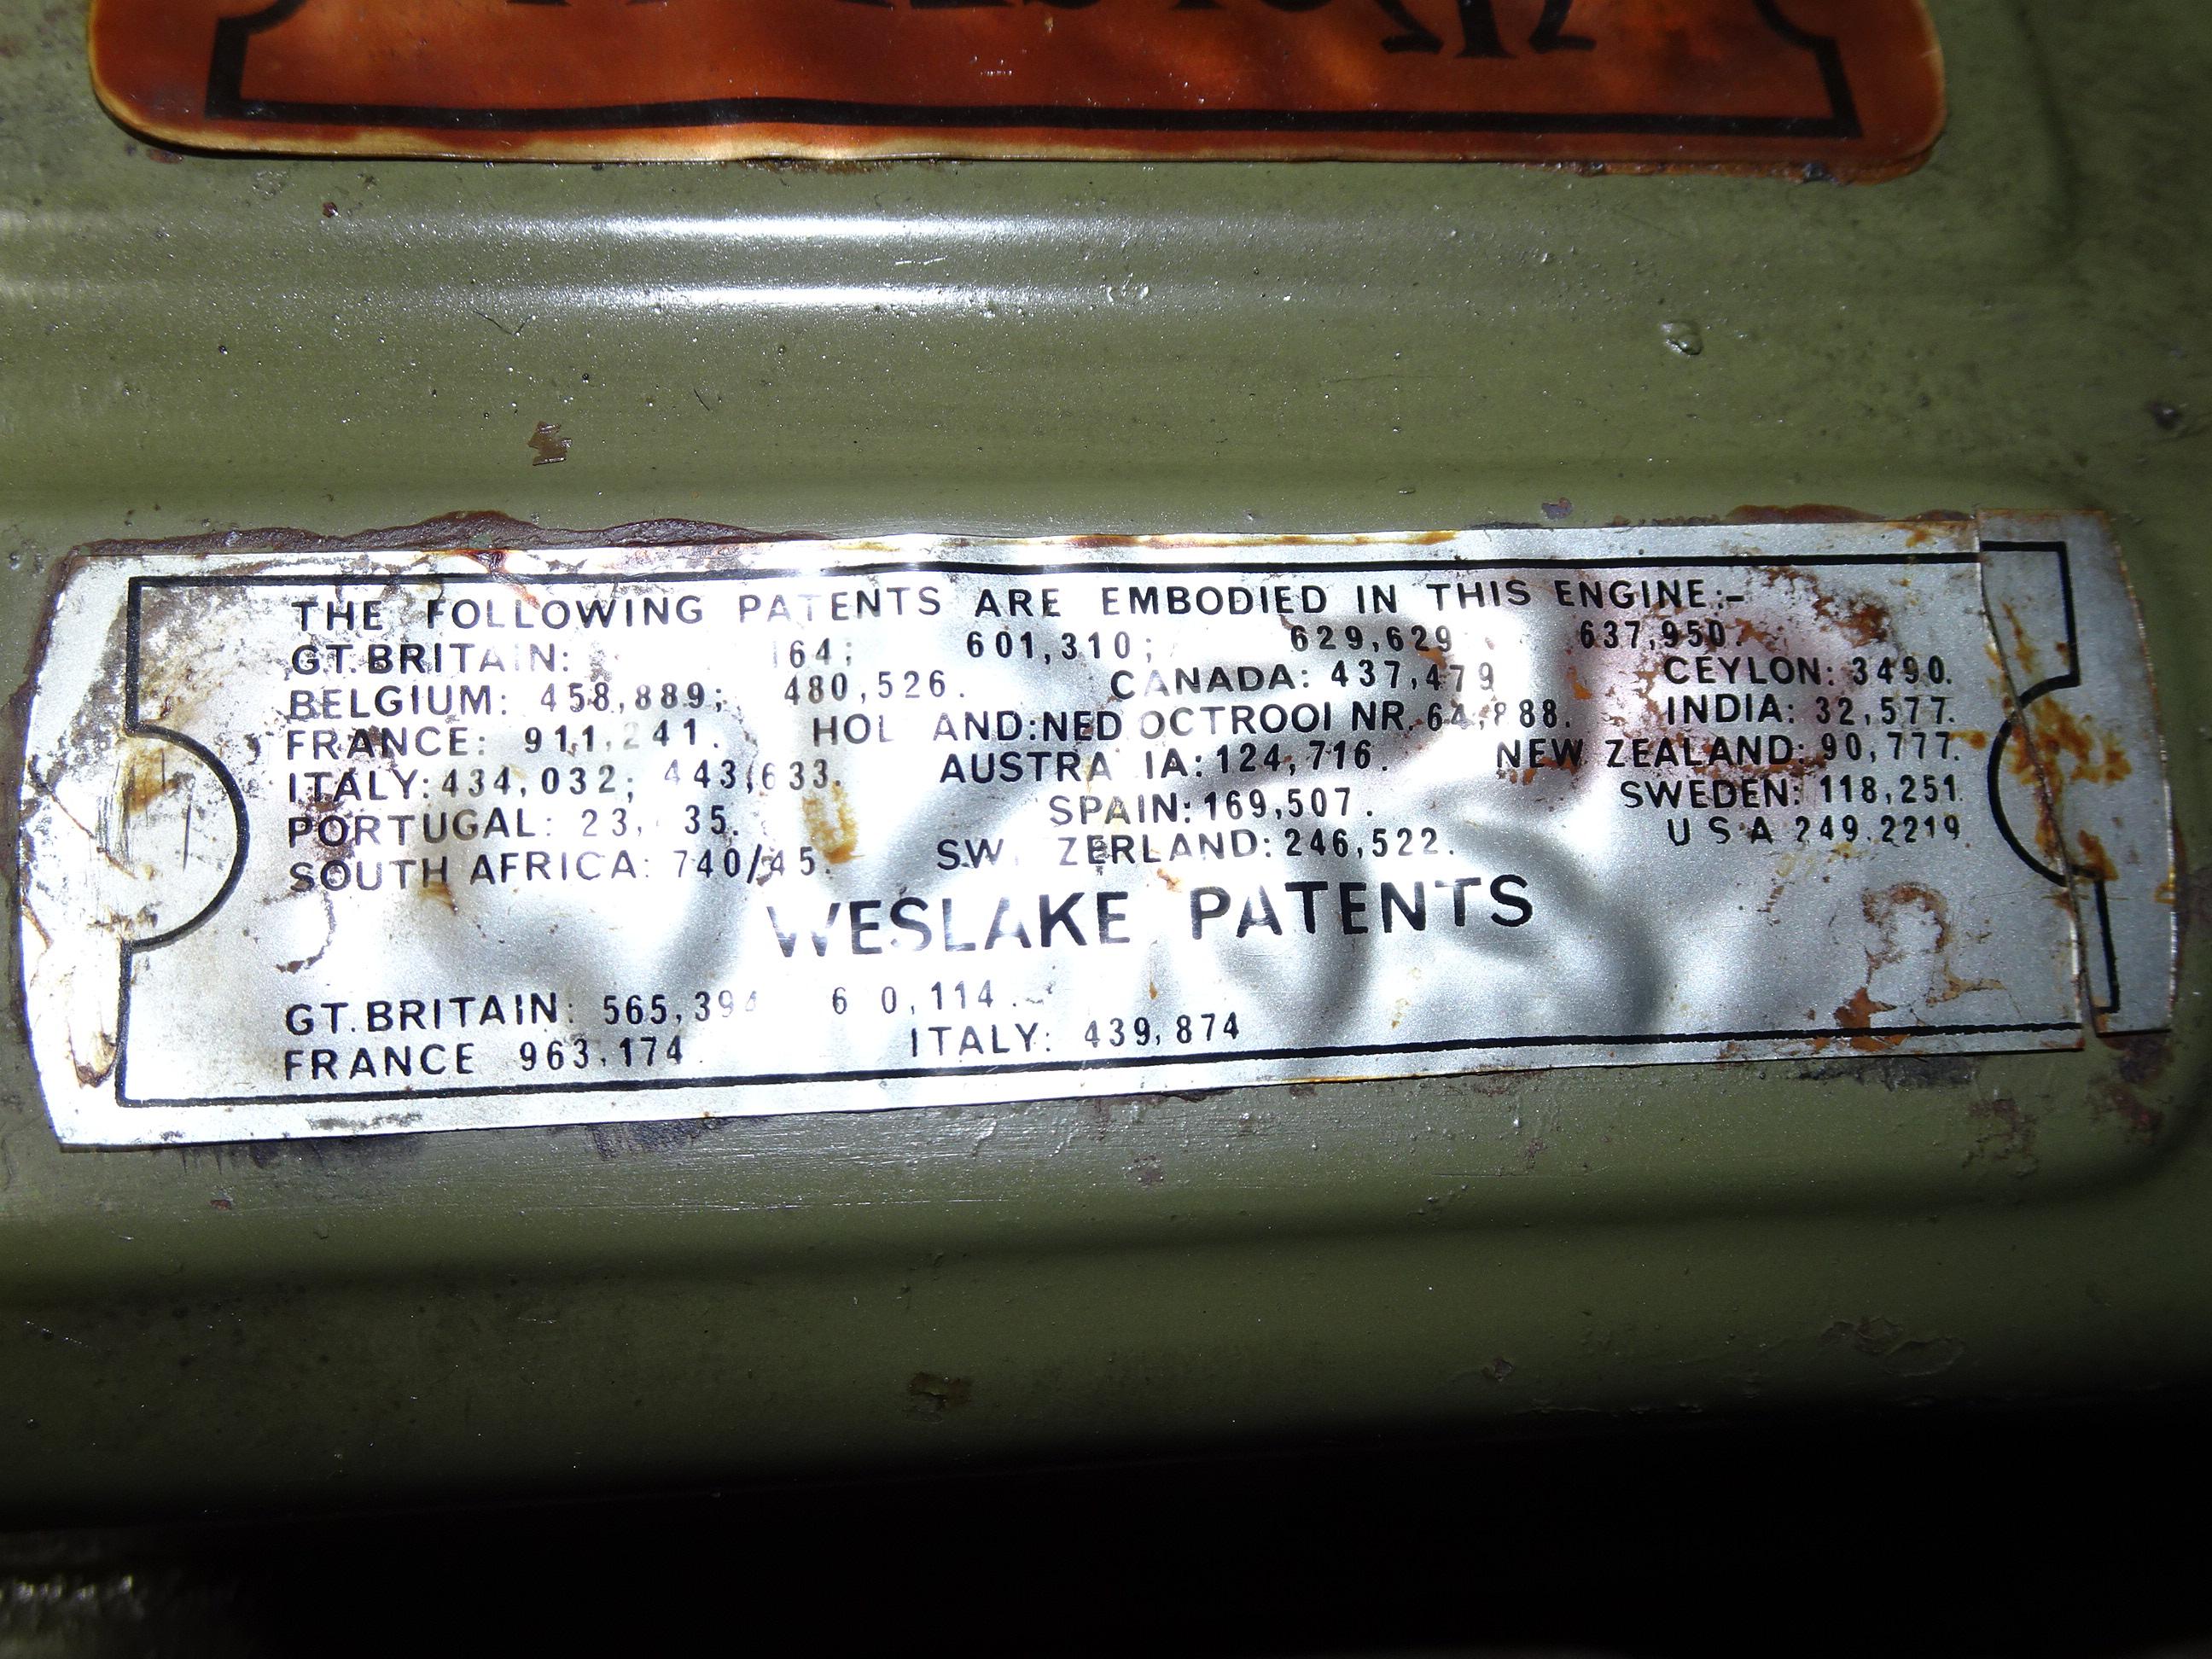 THE FOLLOWING PATENTS ARE EMBODIED IN THIS ENGINE:-
GT.BRITAIN: 601,310; 629,629 637,950.
BELGIUM: 458,889; 480,526. CANADA: 437,479 CEYLON: 3490.
FRANCE: 911,241. HOL AND:NED OCTROOI NR. INDIA: 32,577.
ITALY:434,032; 443,633. AUSTRA IA:124,716. NEW ZEALAND: 90,777.
PORTUGAL: 23, 35. SPAIN:169,507. SWEDEN: 118,251
SOUTH AFRICA: 740/45. SW ZERLAND:246,522. U S A 249.2219
WESLAKE PATENTS
GT.BRITAIN: 565,394 6 0,114.
FRANCE 963,174. ITALY: 439,874